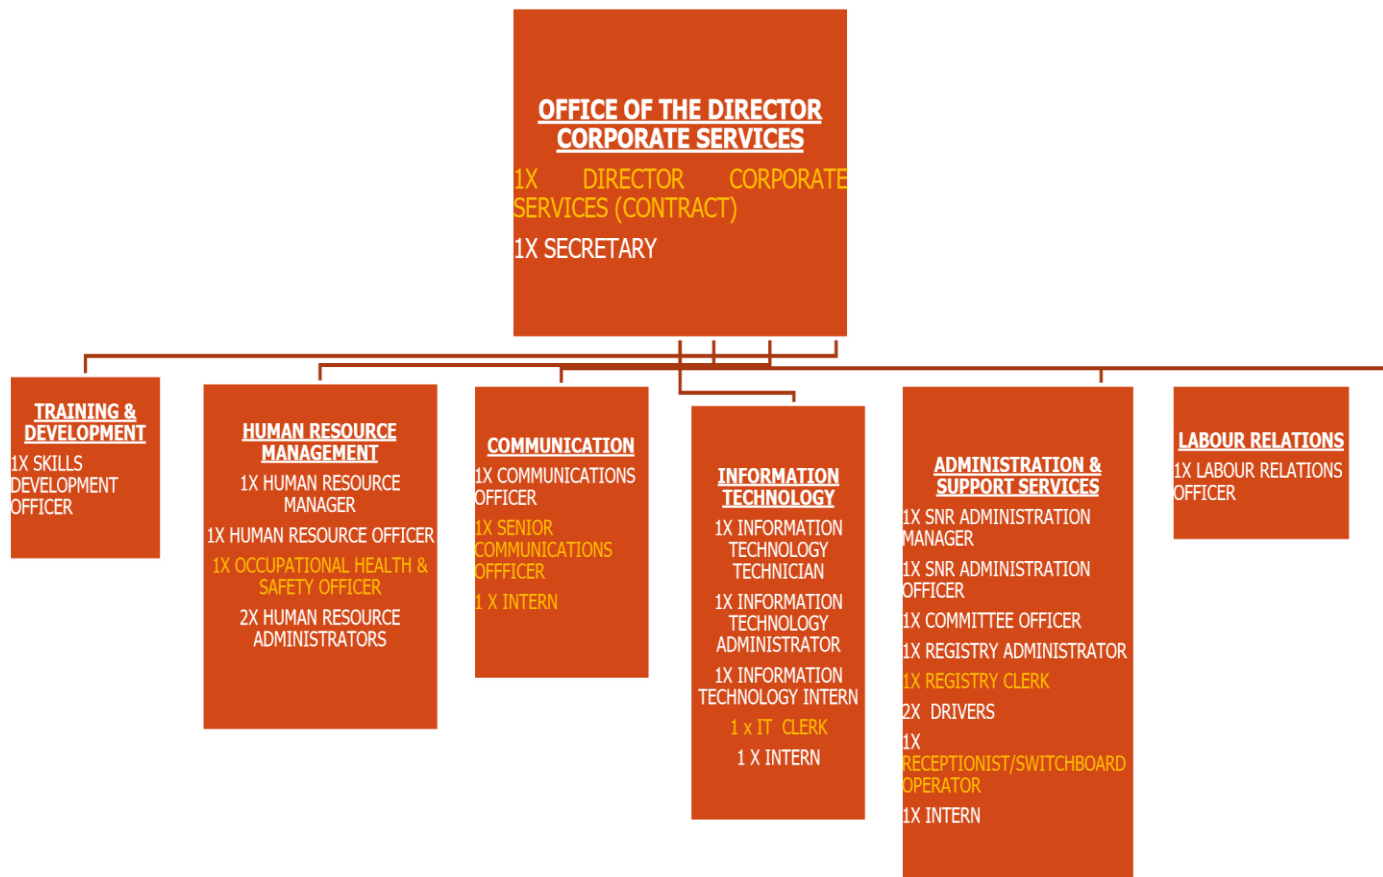 OFFICE OF THE DIRECTOR
CORPORATE SERVICES
1X DIRECTOR CORPORATE
SERVICES (CONTRACT)
1X SECRETARY
TRAINING &
DEVELOPMENT
1X SKILLS
DEVELOPMENT
OFFICER
HUMAN RESOURCE
MANAGEMENT
1X HUMAN RESOURCE
MANAGER
1X HUMAN RESOURCE OFFICER
1X OCCUPATIONAL HEALTH &
SAFETY OFFICER
2X HUMAN RESOURCE
ADMINISTRATORS
COMMUNICATION
1X COMMUNICATIONS
OFFICER
1X SENIOR
COMMUNICATIONS
OFFFICER
1 X INTERN
INFORMATION
TECHNOLOGY
1X INFORMATION
TECHNOLOGY
TECHNICIAN
1X INFORMATION
TECHNOLOGY
ADMINISTRATOR
1X INFORMATION
TECHNOLOGY INTERN
1 x IT CLERK
1 X INTERN
ADMINISTRATION &
SUPPORT SERVICES
1X SNR ADMINISTRATION
MANAGER
1X SNR ADMINISTRATION
OFFICER
1X COMMITTEE OFFICER
1X REGISTRY ADMINISTRATOR
1X REGISTRY CLERK
2X DRIVERS
1X
RECEPTIONIST/SWITCHBOARD
OPERATOR
1X INTERN
LABOUR RELATIONS
1X LABOUR RELATIONS
OFFICER